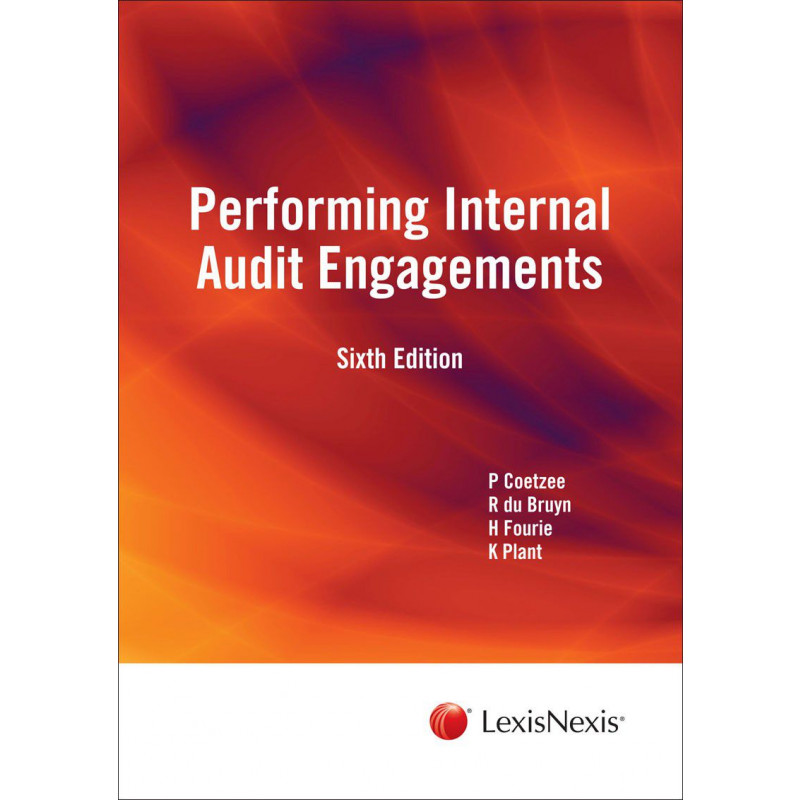 Performing Internal
Audit Engagements
Sixth Edition
P Coetzee
R du Bruyn
H Fourie
K Plant
LexisNexis®